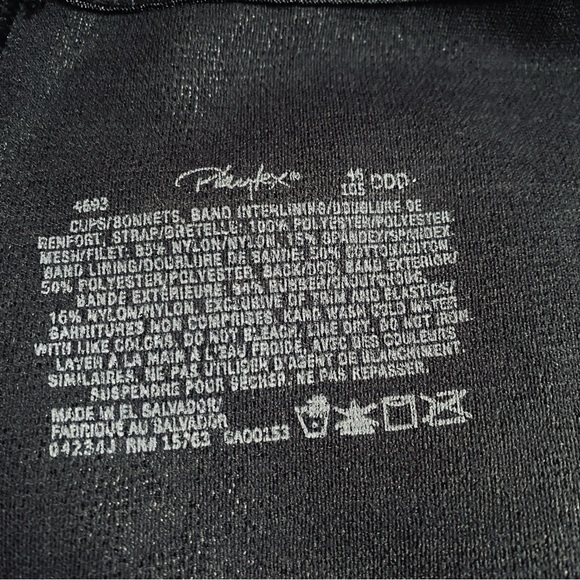 Playtex®
46 DDD
105
4693
CUPS/BONNETS, BAND INTERLINING/DOUBLURE DE
RENFORT, STRAP/BRETELLE: 100% POLYESTER/POLYESTER.
MESH/FILET: 85% NYLON/NYLON, 15% SPANDEX/SPANDEX.
BAND LINING/DOUBLURE DE BANDE: 50% COTTON/COTON,
50% POLYESTER/POLYESTER. BACK/DOS, BAND EXTERIOR/
BANDE EXTÉRIEURE: 84% RUBBER/
16% NYLON/NYLON. EXCLUSIVE OF TRIM AND ELASTICS/
GARNITURES NON COMPRISES. HAND WASH COLD WATER
WITH LIKE COLORS. DO NOT BLEACH. LINE DRY. DO NOT IRON.
LAVER À LA MAIN À L'EAU FROIDE, AVEC DES COULEURS
SIMILAIRES. NE PAS UTILISER D'AGENT DE BLANCHIMENT.
SUSPENDRE POUR SÉCHER. NE PAS REPASSER.
MADE IN EL SALVADOR/
FABRIQUÉ AU SALVADOR
04234J RN# 15763 CA00153